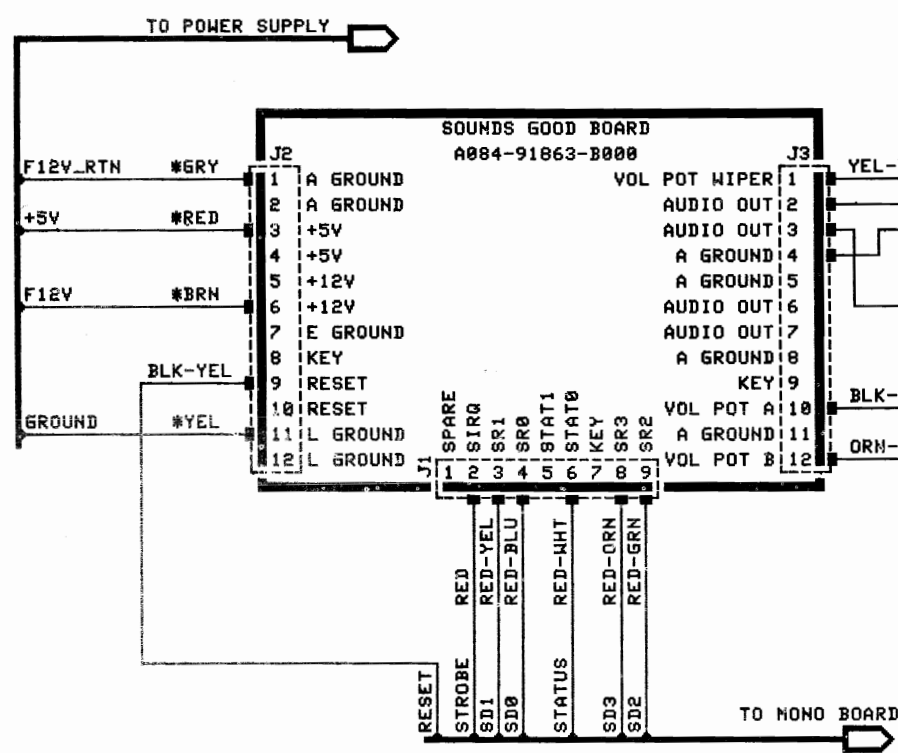 TO POWER SUPPLY
SOUNDS GOOD BOARD
A084-91863-B000
J2
J3
F12V_RTN *GRY
1 A GROUND
VOL POT WIPER 1
YEL-
2 A GROUND
AUDIO OUT 2
+5V *RED
3 +5V
AUDIO OUT 3
4 +5V
A GROUND 4
5 +12V
A GROUND 5
F12V *BRN
6 +12V
AUDIO OUT 6
7 E GROUND
AUDIO OUT 7
8 KEY
A GROUND 8
BLK-YEL
9 RESET
KEY 9
10 RESET
VOL POT A 10
BLK-
GROUND *YEL
11 L GROUND
A GROUND 11
12 L GROUND
VOL POT B 12
ORN-
J1
SPARE
SIRQ
SR1
SR0
STAT1
STAT0
KEY
SR3
SR2
1 2 3 4 5 6 7 8 9
RED
RED-YEL
RED-BLU
RED-WHT
RED-ORN
RED-GRN
RESET
STROBE
SD1
SD0
STATUS
SD3
SD2
TO MONO BOARD